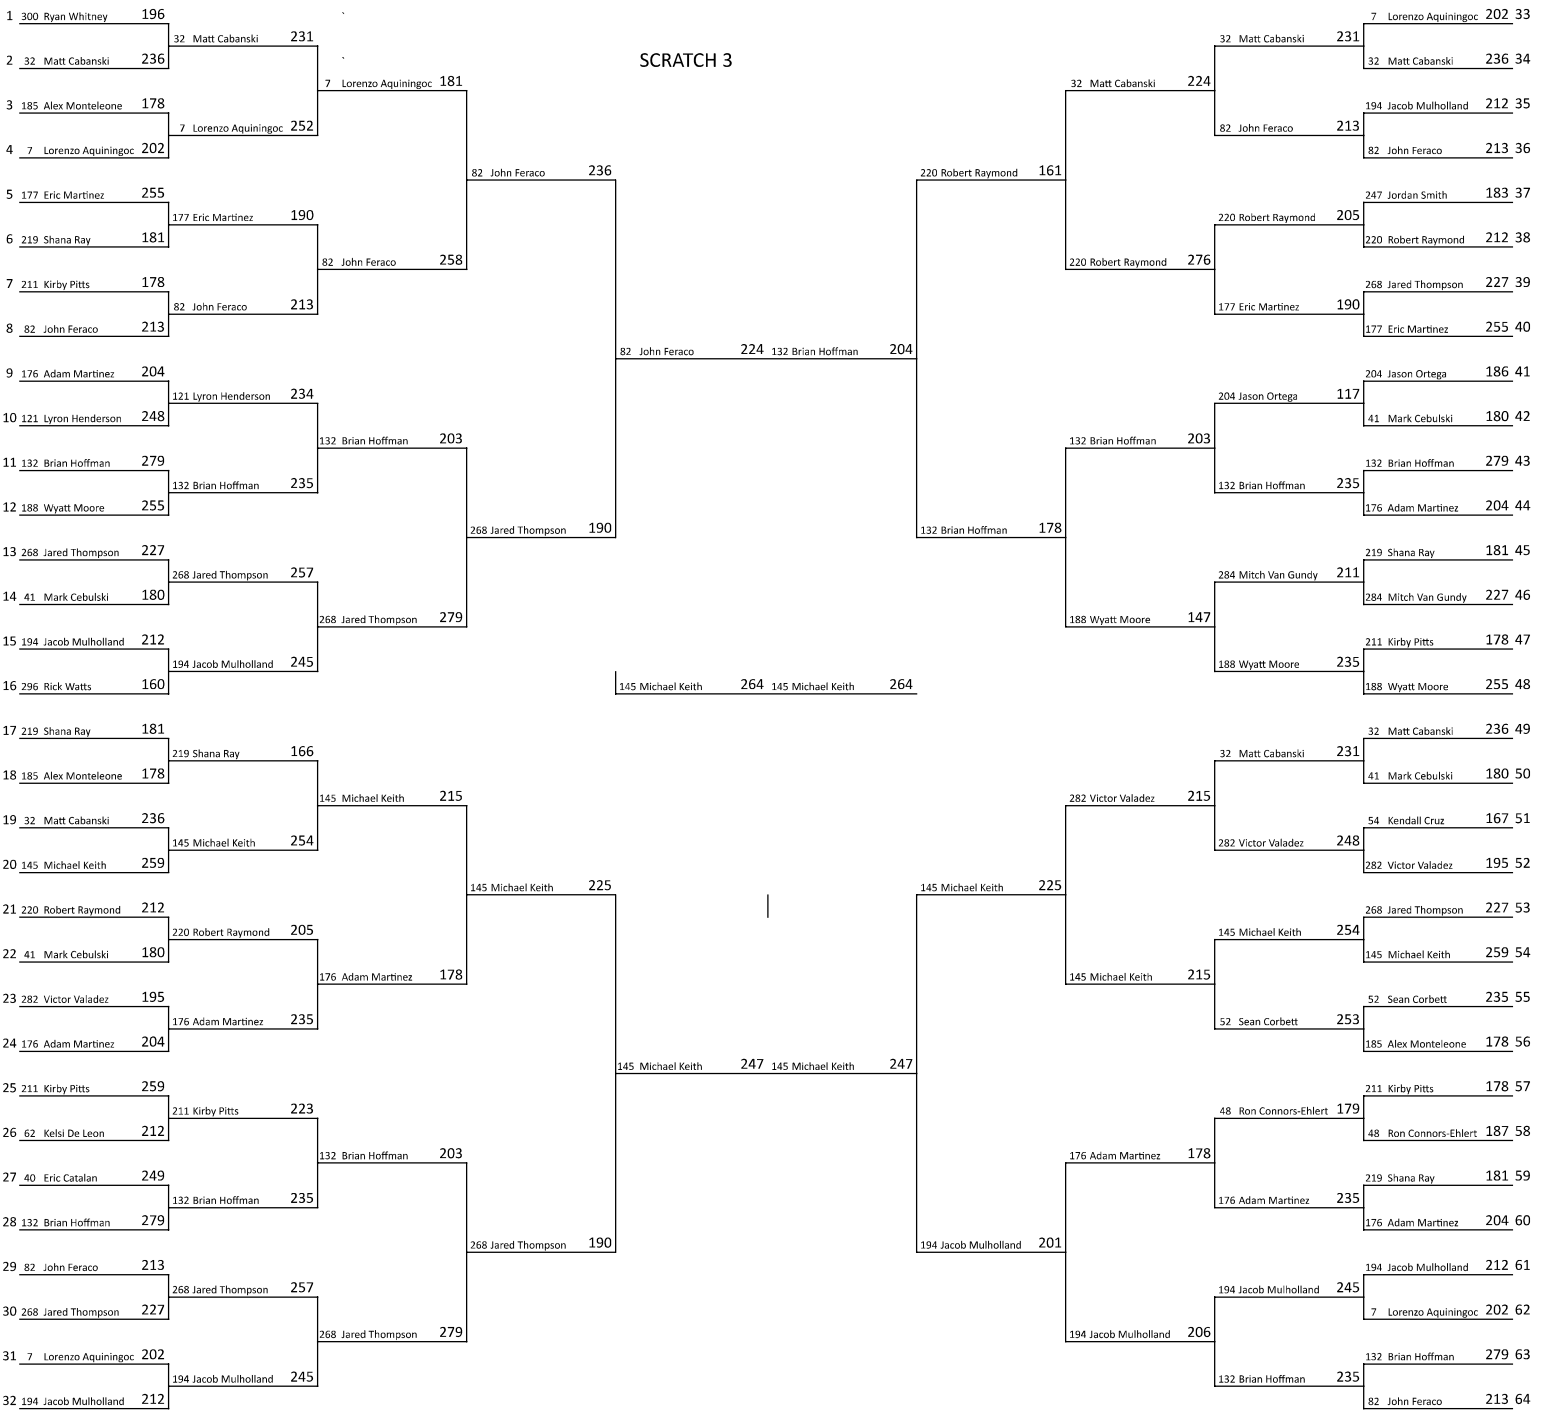 SCRATCH 3
1 300 Ryan Whitney 196
2 32 Matt Cabanski 236
3 185 Alex Monteleone 178
4 7 Lorenzo Aquiningoc 202
5 177 Eric Martinez 255
6 219 Shana Ray 181
7 211 Kirby Pitts 178
8 82 John Feraco 213
9 176 Adam Martinez 204
10 121 Lyron Henderson 248
11 132 Brian Hoffman 279
12 188 Wyatt Moore 255
13 268 Jared Thompson 227
14 41 Mark Cebulski 180
15 194 Jacob Mulholland 212
16 296 Rick Watts 160
17 219 Shana Ray 181
18 185 Alex Monteleone 178
19 32 Matt Cabanski 236
20 145 Michael Keith 259
21 220 Robert Raymond 212
22 41 Mark Cebulski 180
23 282 Victor Valadez 195
24 176 Adam Martinez 204
25 211 Kirby Pitts 259
26 62 Kelsi De Leon 212
27 40 Eric Catalan 249
28 132 Brian Hoffman 279
29 82 John Feraco 213
30 268 Jared Thompson 227
31 7 Lorenzo Aquiningoc 202
32 194 Jacob Mulholland 212
32 Matt Cabanski 231
7 Lorenzo Aquiningoc 252
177 Eric Martinez 190
82 John Feraco 213
121 Lyron Henderson 234
132 Brian Hoffman 235
268 Jared Thompson 257
194 Jacob Mulholland 245
219 Shana Ray 166
145 Michael Keith 254
220 Robert Raymond 205
176 Adam Martinez 235
211 Kirby Pitts 223
132 Brian Hoffman 235
268 Jared Thompson 257
194 Jacob Mulholland 245
7 Lorenzo Aquiningoc 181
82 John Feraco 258
132 Brian Hoffman 203
268 Jared Thompson 279
145 Michael Keith 215
176 Adam Martinez 178
132 Brian Hoffman 203
268 Jared Thompson 279
82 John Feraco 236
268 Jared Thompson 190
145 Michael Keith 225
268 Jared Thompson 190
82 John Feraco 224
145 Michael Keith 264
145 Michael Keith 247
132 Brian Hoffman 204
145 Michael Keith 264
145 Michael Keith 247
220 Robert Raymond 161
132 Brian Hoffman 178
145 Michael Keith 225
194 Jacob Mulholland 201
32 Matt Cabanski 224
220 Robert Raymond 276
132 Brian Hoffman 203
188 Wyatt Moore 147
282 Victor Valadez 215
145 Michael Keith 215
176 Adam Martinez 178
194 Jacob Mulholland 206
32 Matt Cabanski 231
82 John Feraco 213
220 Robert Raymond 205
177 Eric Martinez 190
204 Jason Ortega 117
132 Brian Hoffman 235
284 Mitch Van Gundy 211
188 Wyatt Moore 235
32 Matt Cabanski 231
282 Victor Valadez 248
145 Michael Keith 254
52 Sean Corbett 253
48 Ron Connors-Ehlert 179
176 Adam Martinez 235
194 Jacob Mulholland 245
132 Brian Hoffman 235
7 Lorenzo Aquiningoc 202 33
32 Matt Cabanski 236 34
194 Jacob Mulholland 212 35
82 John Feraco 213 36
247 Jordan Smith 183 37
220 Robert Raymond 212 38
268 Jared Thompson 227 39
177 Eric Martinez 255 40
204 Jason Ortega 186 41
41 Mark Cebulski 180 42
132 Brian Hoffman 279 43
176 Adam Martinez 204 44
219 Shana Ray 181 45
284 Mitch Van Gundy 227 46
211 Kirby Pitts 178 47
188 Wyatt Moore 255 48
32 Matt Cabanski 236 49
41 Mark Cebulski 180 50
54 Kendall Cruz 167 51
282 Victor Valadez 195 52
268 Jared Thompson 227 53
145 Michael Keith 259 54
52 Sean Corbett 235 55
185 Alex Monteleone 178 56
211 Kirby Pitts 178 57
48 Ron Connors-Ehlert 187 58
219 Shana Ray 181 59
176 Adam Martinez 204 60
194 Jacob Mulholland 212 61
7 Lorenzo Aquiningoc 202 62
132 Brian Hoffman 279 63
82 John Feraco 213 64